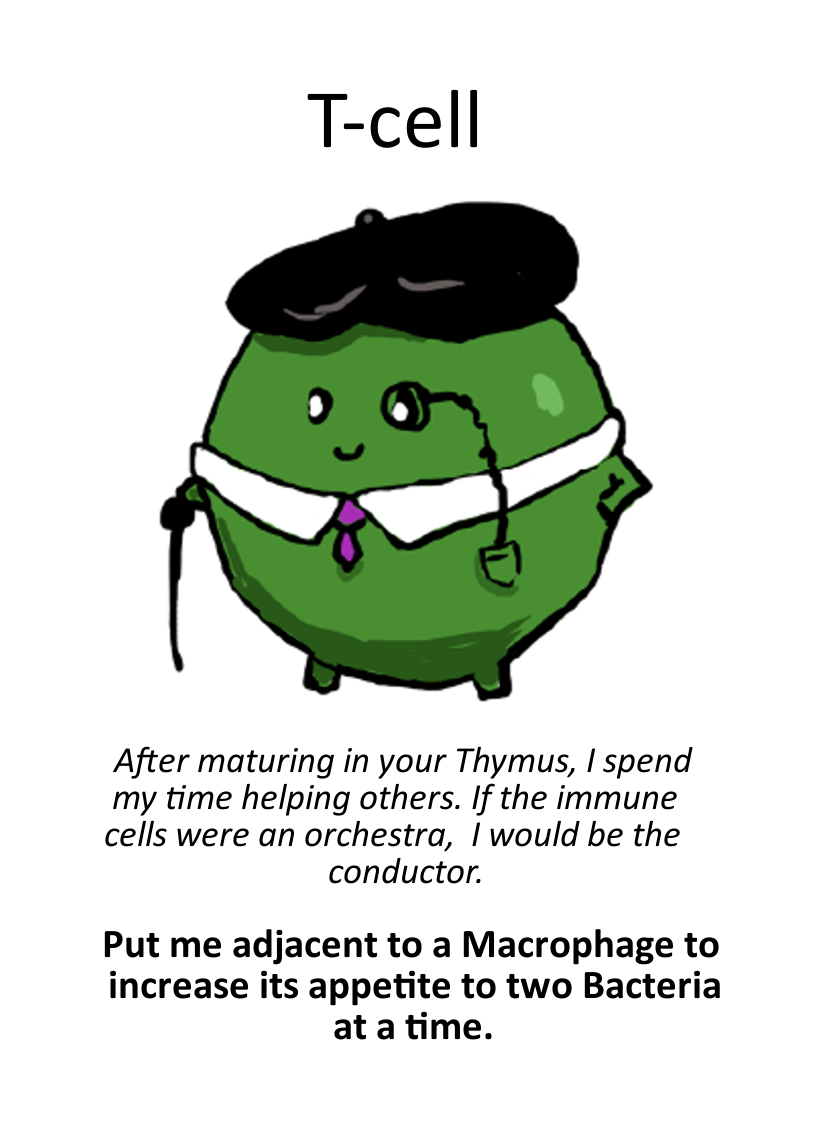 T-cell
After maturing in your Thymus, I spend
my time helping others. If the immune
cells were an orchestra,  I would be the
conductor.
Put me adjacent to a Macrophage to
increase its appetite to two Bacteria
at a time.